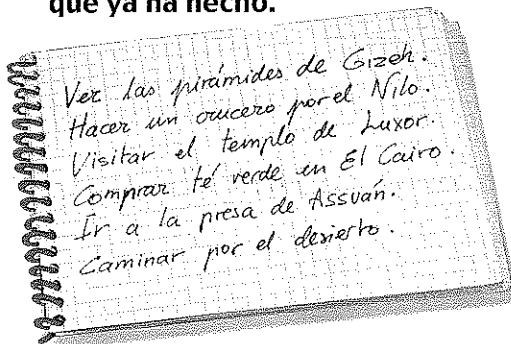 que ya ha hecho.
Ver las pirámides de Gizeh.
Hacer un crucero por el Nilo.
Visitar el templo de Luxor.
Comprar té verde en El Cairo.
Ir a la presa de Assuán.
Caminar por el desierto.